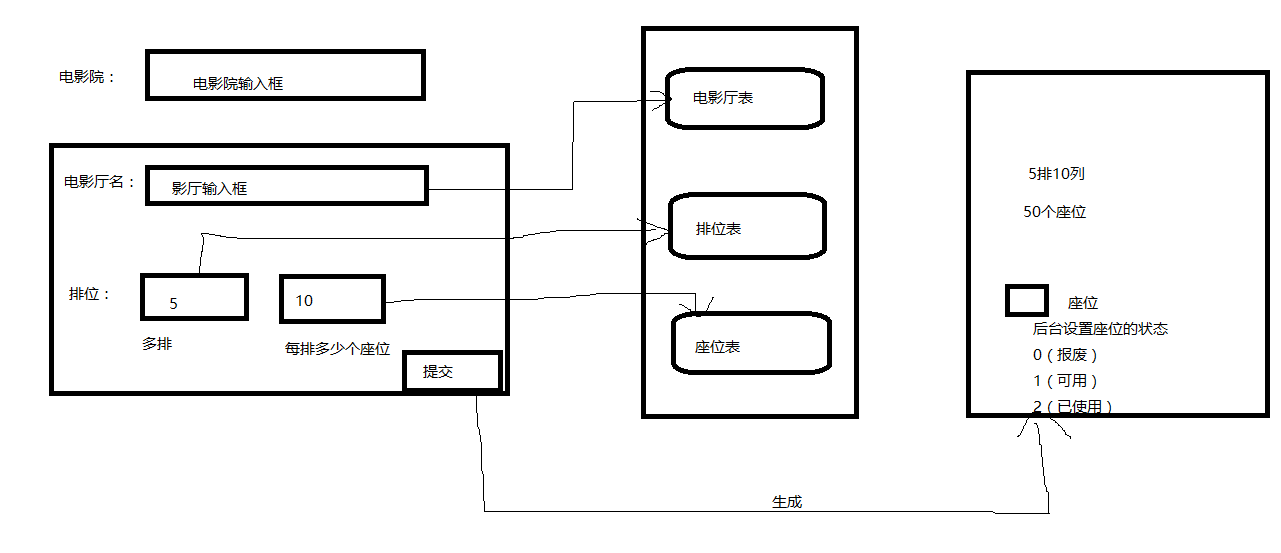 电影院：
电影院输入框
电影厅名：
影厅输入框
排位：
5
10
多排
每排多少个座位
提交
电影厅表
排位表
座位表
生成
5排10列
50个座位
座位
后台设置座位的状态
0（报废）
1（可用）
2（已使用）